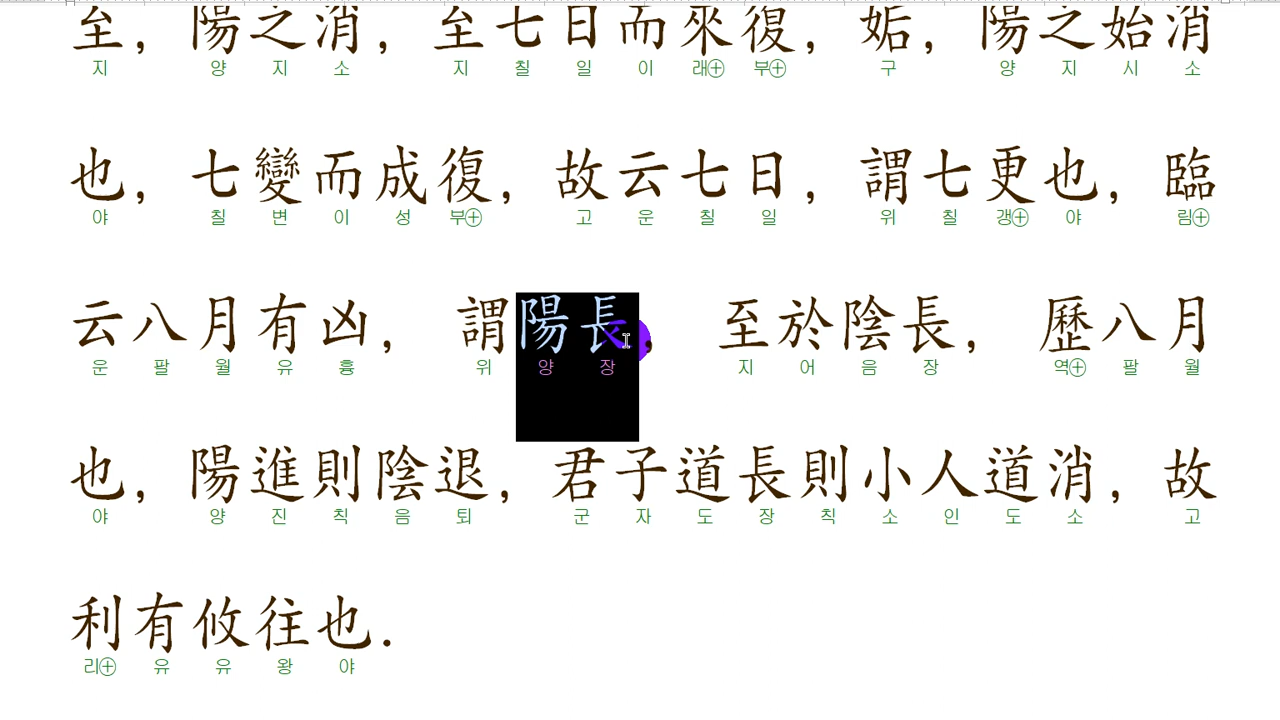 至, 陽之消, 至七日而來復, 姤, 陽之始消
지 양 지 소 지 칠 일 이 래㊉ 부㊉ 구 양 지 시 소
也, 七變而成復, 故云七日, 謂七更也, 臨
야 칠 변 이 성 부㊉ 고 운 칠 일 위 칠 갱㊉ 야 림㊉
云八月有凶, 謂陽長, 至於陰長, 歷八月
운 팔 월 유 흉 위 양 장 지 어 음 장 역㊉ 팔 월
也, 陽進則陰退, 君子道長則小人道消, 故
야 양 진 칙 음 퇴 군 자 도 장 칙 소 인 도 소 고
利有攸往也.
리㊉ 유 유 왕 야